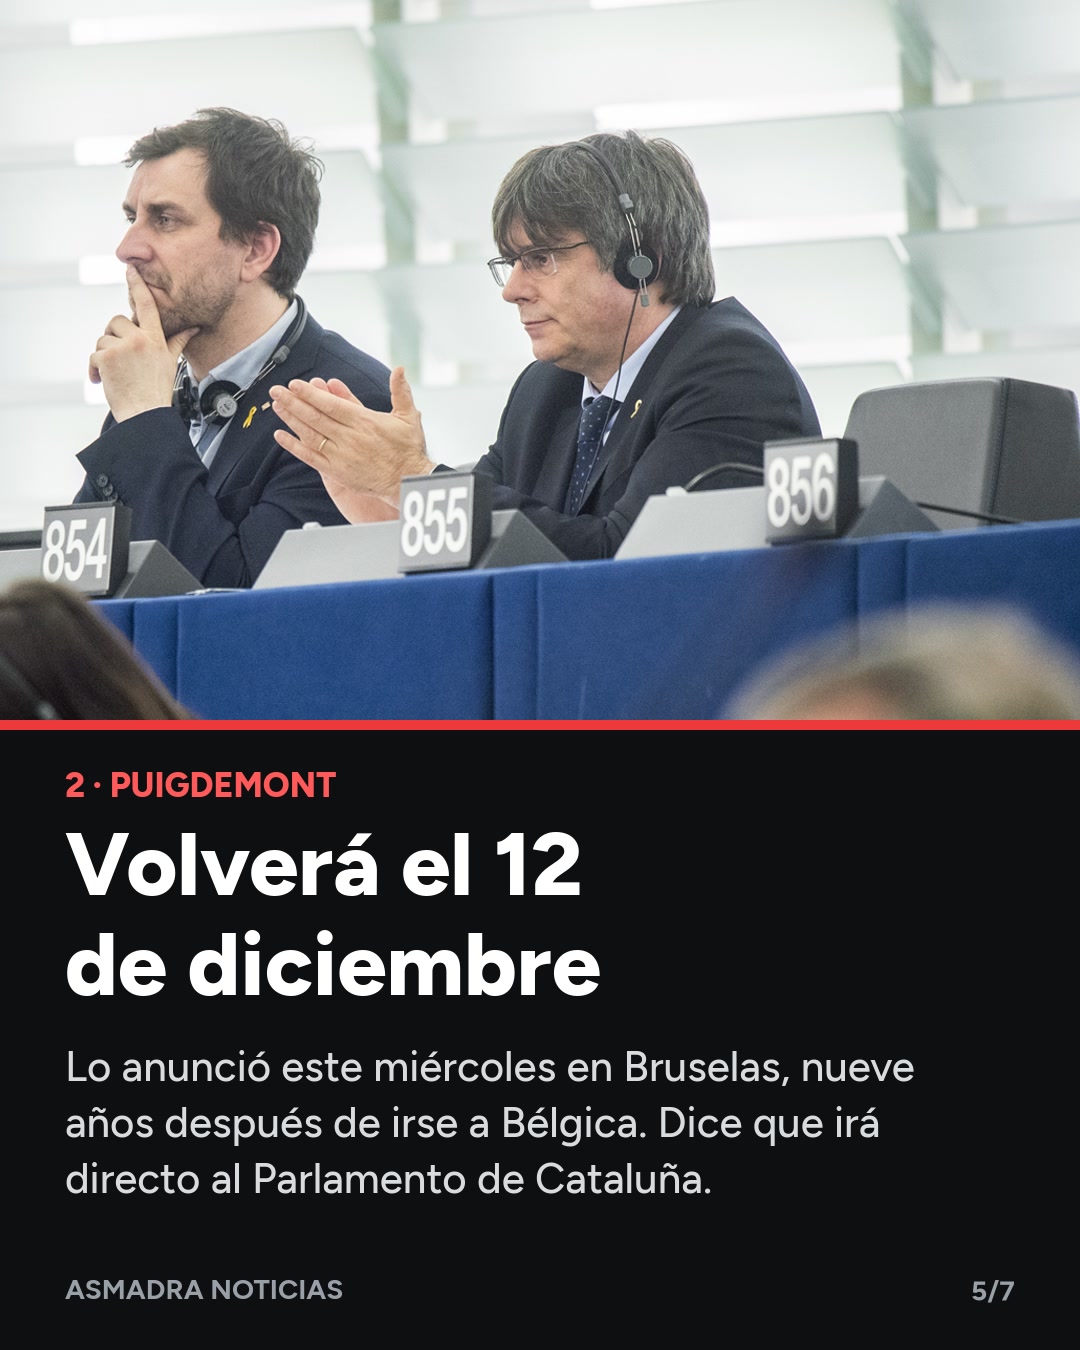 854
855
856
2 · PUIGDEMONT
Volverá el 12
de diciembre
Lo anunció este miércoles en Bruselas, nueve
años después de irse a Bélgica. Dice que irá
directo al Parlamento de Cataluña.
ASMADRA NOTICIAS
5/7